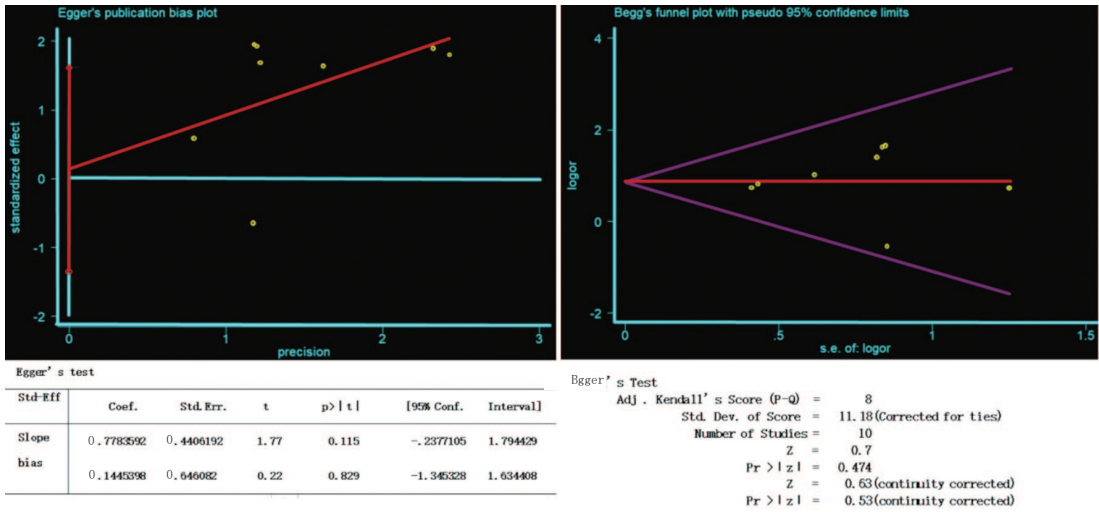 Egger's publication bias plot
standardized effect
2
1
0
-1
-2
0
1
2
3
precision
Begg's funnel plot with pseudo 95% confidence limits
logor
4
2
0
-2
0
.5
1
1.5
s.e. of: logor
Egger's test
Std-Eff Coef. Std. Err. t p>|t| [95% Conf. Interval]
Slope 0.7783592 0.4406192 1.77 0.115 -.2377105 1.794429
bias 0.1445398 0.646082 0.22 0.829 -1.345328 1.634408
Bgger's Test
Adj. Kendall's Score (P-Q) = 8
Std. Dev. of Score = 11.18(Corrected for ties)
Number of Studies = 10
Z = 0.7
Pr >|z| = 0.474
Z = 0.63(continuity corrected)
Pr >|z| = 0.53(continuity corrected)